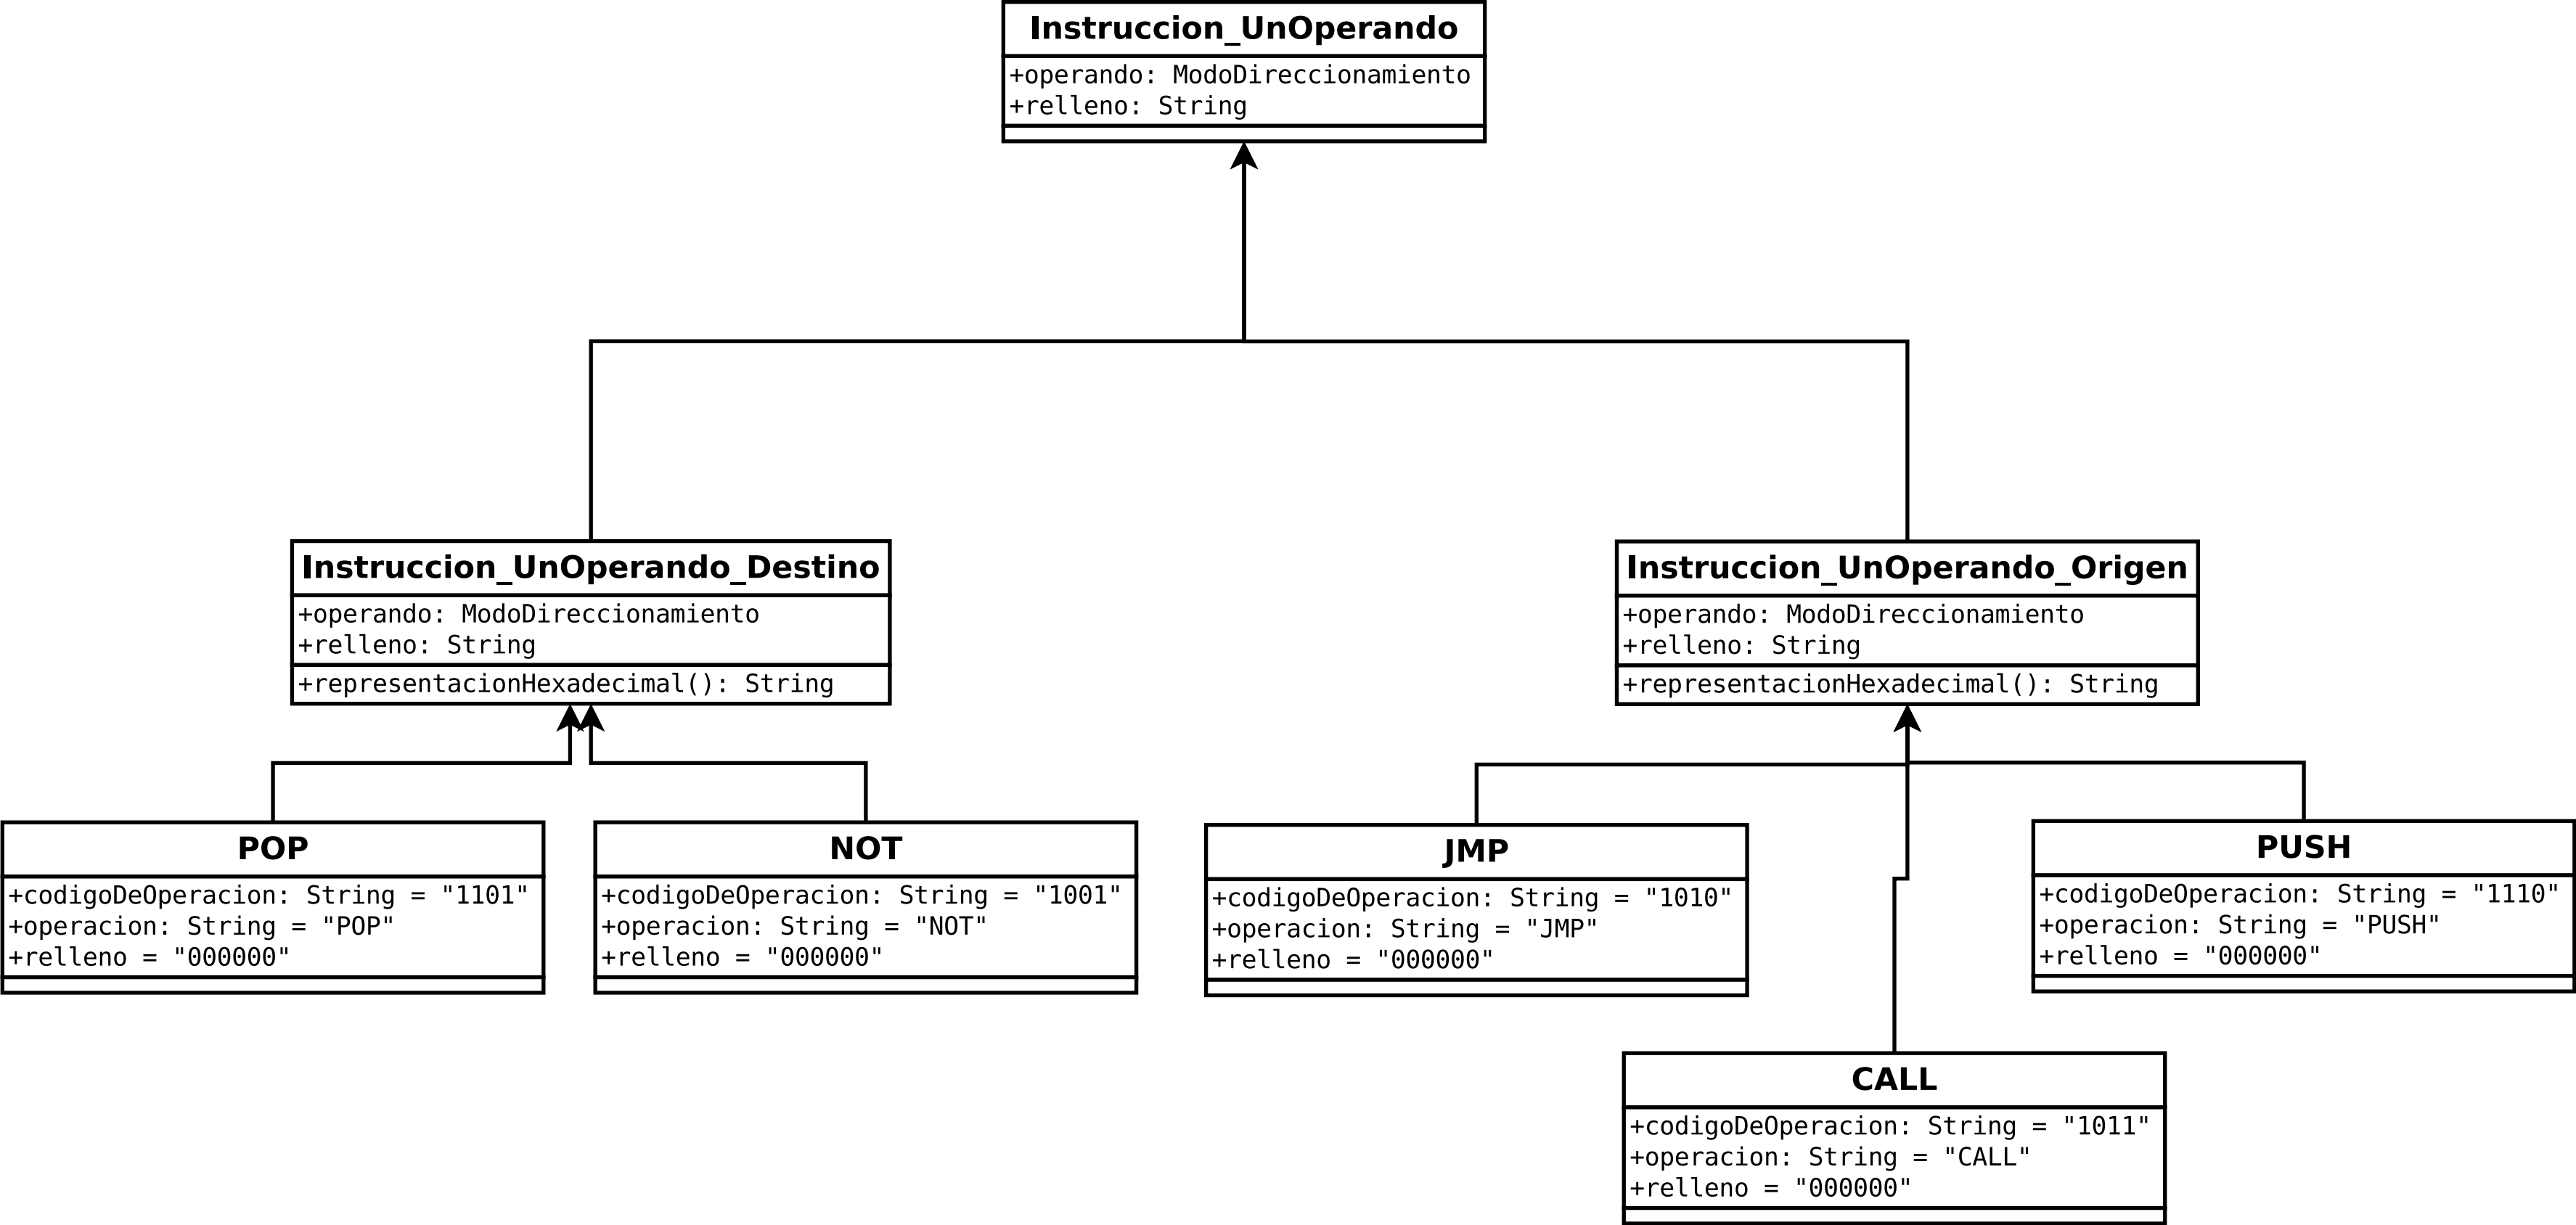 Instruccion_UnOperando
+operando: ModoDireccionamiento
+relleno: String
Instruccion_UnOperando_Destino
+operando: ModoDireccionamiento
+relleno: String
+representacionHexadecimal(): String
Instruccion_UnOperando_Origen
+operando: ModoDireccionamiento
+relleno: String
+representacionHexadecimal(): String
POP
+codigoDeOperacion: String = "1101"
+operacion: String = "POP"
+relleno = "000000"
NOT
+codigoDeOperacion: String = "1001"
+operacion: String = "NOT"
+relleno = "000000"
JMP
+codigoDeOperacion: String = "1010"
+operacion: String = "JMP"
+relleno = "000000"
PUSH
+codigoDeOperacion: String = "1110"
+operacion: String = "PUSH"
+relleno = "000000"
CALL
+codigoDeOperacion: String = "1011"
+operacion: String = "CALL"
+relleno = "000000"